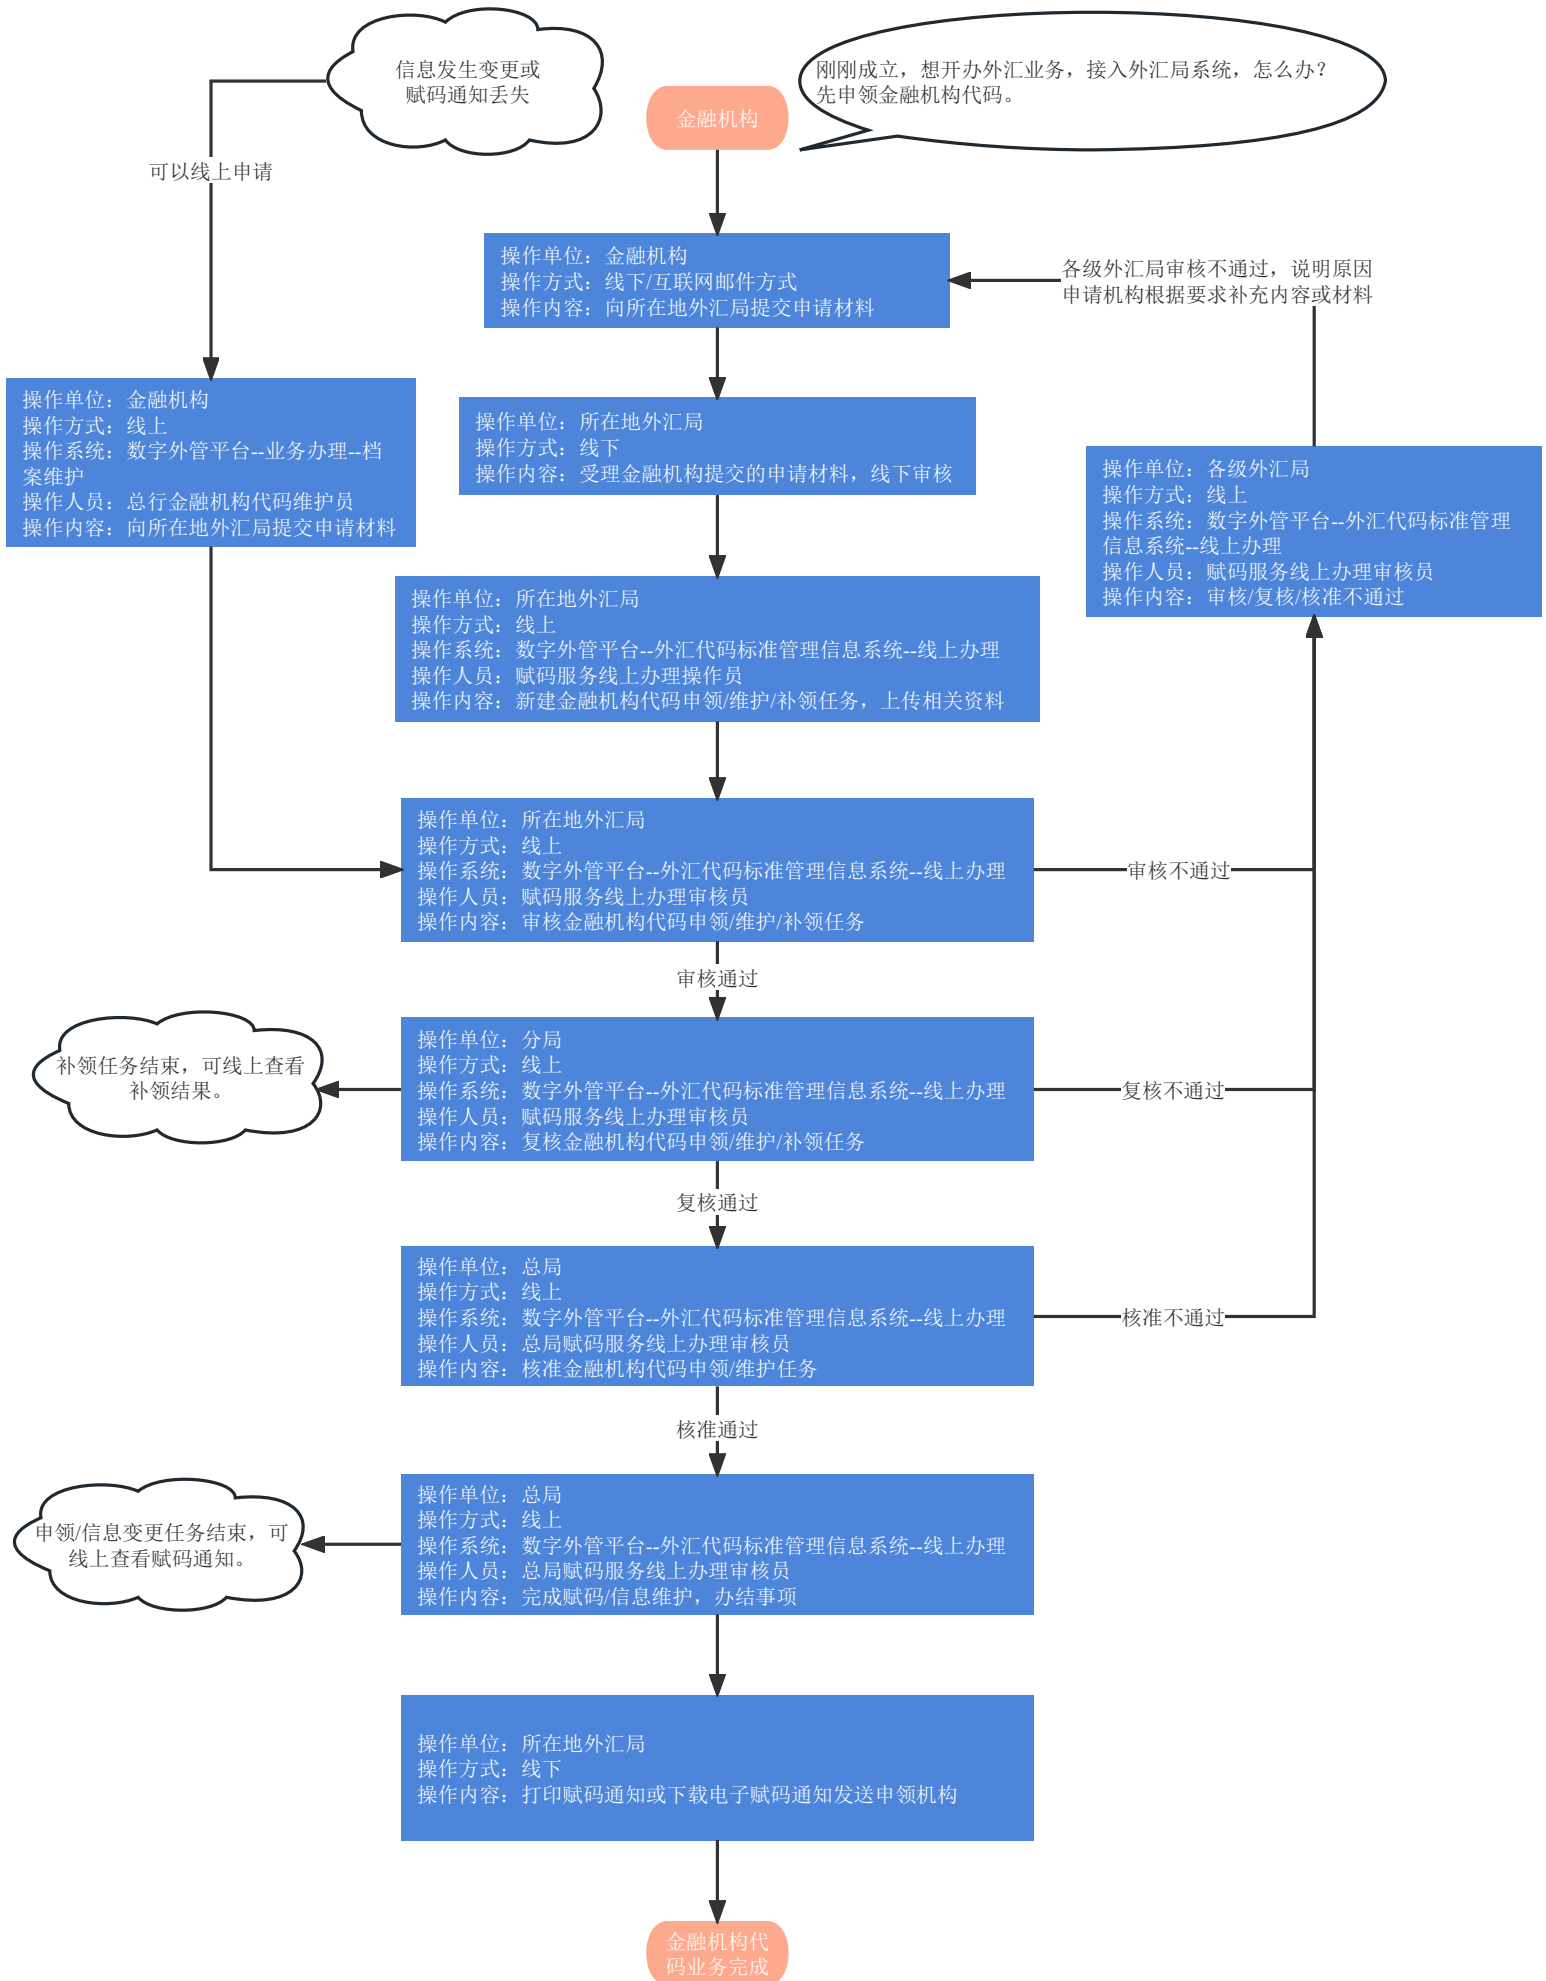 信息发生变更或
赋码通知丢失
刚刚成立，想开办外汇业务，接入外汇局系统，怎么办？
先申领金融机构代码。
金融机构
可以线上申请
操作单位：金融机构
操作方式：线下/互联网邮件方式
操作内容：向所在地外汇局提交申请材料
各级外汇局审核不通过，说明原因
申请机构根据要求补充内容或材料
操作单位：金融机构
操作方式：线上
操作系统：数字外管平台--业务办理--档
案维护
操作人员：总行金融机构代码维护员
操作内容：向所在地外汇局提交申请材料
操作单位：所在地外汇局
操作方式：线下
操作内容：受理金融机构提交的申请材料，线下审核
操作单位：各级外汇局
操作方式：线上
操作系统：数字外管平台--外汇代码标准管理
信息系统--线上办理
操作人员：赋码服务线上办理审核员
操作内容：审核/复核/核准不通过
操作单位：所在地外汇局
操作方式：线上
操作系统：数字外管平台--外汇代码标准管理信息系统--线上办理
操作人员：赋码服务线上办理操作员
操作内容：新建金融机构代码申领/维护/补领任务，上传相关资料
操作单位：所在地外汇局
操作方式：线上
操作系统：数字外管平台--外汇代码标准管理信息系统--线上办理
操作人员：赋码服务线上办理审核员
操作内容：审核金融机构代码申领/维护/补领任务
审核不通过
审核通过
补领任务结束，可线上查看
补领结果。
操作单位：分局
操作方式：线上
操作系统：数字外管平台--外汇代码标准管理信息系统--线上办理
操作人员：赋码服务线上办理审核员
操作内容：复核金融机构代码申领/维护/补领任务
复核不通过
复核通过
操作单位：总局
操作方式：线上
操作系统：数字外管平台--外汇代码标准管理信息系统--线上办理
操作人员：总局赋码服务线上办理审核员
操作内容：核准金融机构代码申领/维护任务
核准不通过
核准通过
申领/信息变更任务结束，可
线上查看赋码通知。
操作单位：总局
操作方式：线上
操作系统：数字外管平台--外汇代码标准管理信息系统--线上办理
操作人员：总局赋码服务线上办理审核员
操作内容：完成赋码/信息维护，办结事项
操作单位：所在地外汇局
操作方式：线下
操作内容：打印赋码通知或下载电子赋码通知发送申领机构
金融机构代
码业务完成